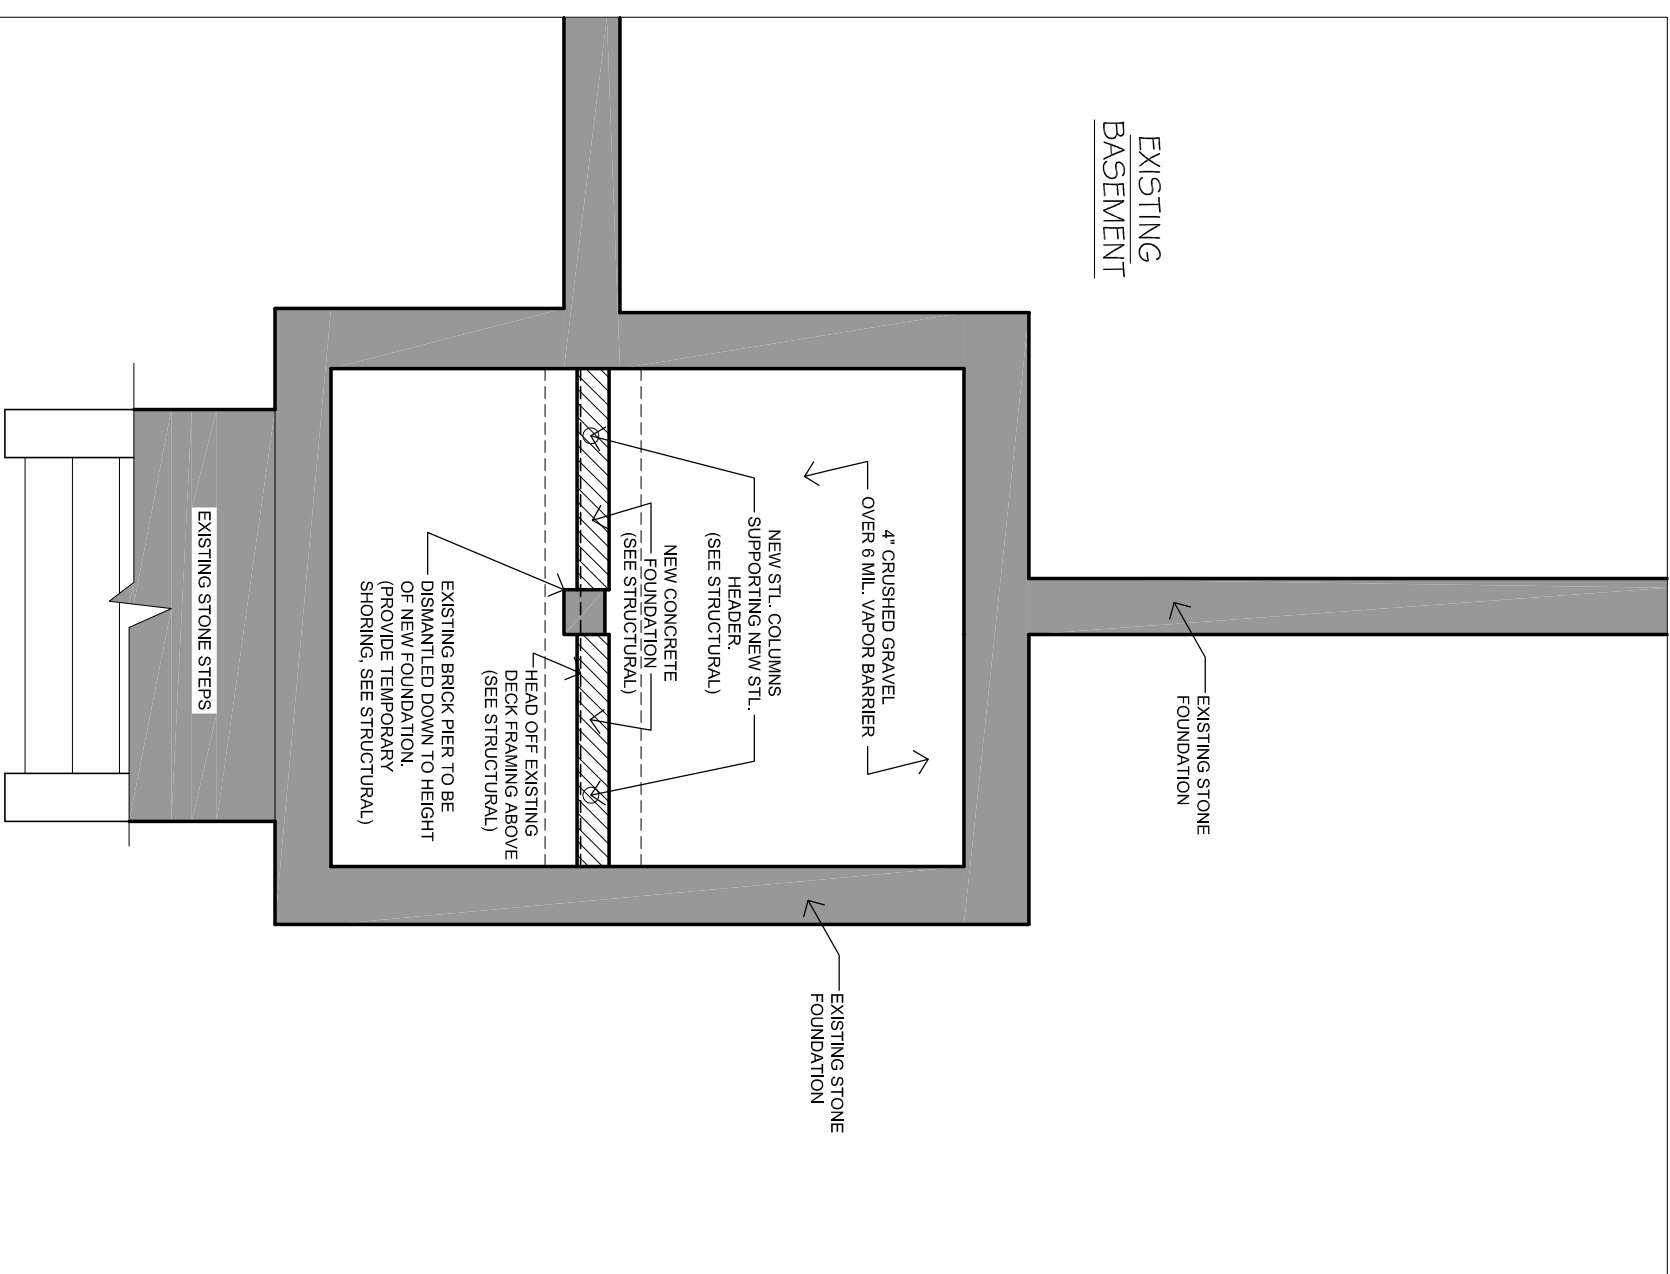 EXISTING
BASEMENT
EXISTING STONE
FOUNDATION
4" CRUSHED GRAVEL
OVER 6 MIL. VAPOR BARRIER
EXISTING STONE
FOUNDATION
NEW STL. COLUMNS
SUPPORTING NEW STL.
HEADER.
(SEE STRUCTURAL)
NEW CONCRETE
FOUNDATION
(SEE STRUCTURAL)
HEAD OFF EXISTING
DECK FRAMING ABOVE
(SEE STRUCTURAL)
EXISTING BRICK PIER TO BE
DISMANTLED DOWN TO HEIGHT
OF NEW FOUNDATION.
(PROVIDE TEMPORARY
SHORING, SEE STRUCTURAL)
EXISTING STONE STEPS